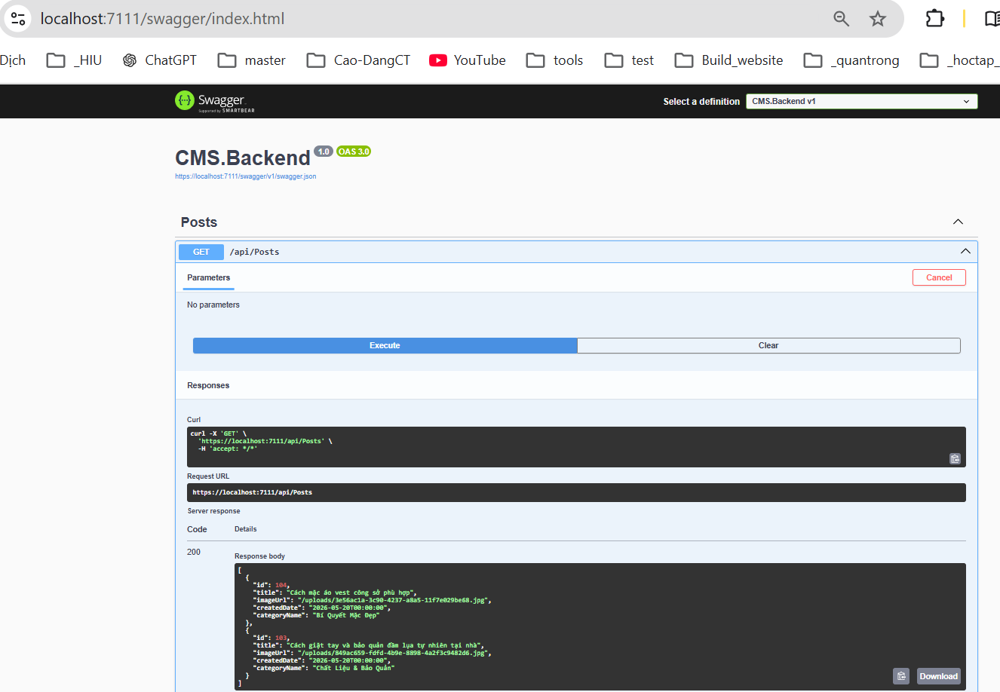 localhost:7111/swagger/index.html
Dịch _HIU ChatGPT master Cao-DangCT YouTube tools test Build_website _quantrong _hoctap_
Swagger
Supported by SMARTBEAR
Select a definition CMS.Backend v1
CMS.Backend 1.0 OAS 3.0
https://localhost:7111/swagger/v1/swagger.json
Posts
GET /api/Posts
Parameters Cancel
No parameters
Execute Clear
Responses
Curl
curl -X 'GET' \
'https://localhost:7111/api/Posts' \
-H 'accept: */*'
Request URL
https://localhost:7111/api/Posts
Server response
Code Details
200
Response body
[
{
"id": 104,
"title": "Cách mặc áo vest công sở phù hợp",
"imageUrl": "/uploads/3e56ac1a-3c90-4237-a8a5-11f7e029be68.jpg",
"createdDate": "2026-05-20T00:00:00",
"categoryName": "Bí Quyết Mặc Đẹp"
},
{
"id": 103,
"title": "Cách giặt tay và bảo quản đầm lụa tự nhiên tại nhà",
"imageUrl": "/uploads/849ac659-fdfd-4b9e-8898-4a2f3c9482d6.jpg",
"createdDate": "2026-05-20T00:00:00",
"categoryName": "Chất Liệu & Bảo Quản"
}
]
Download